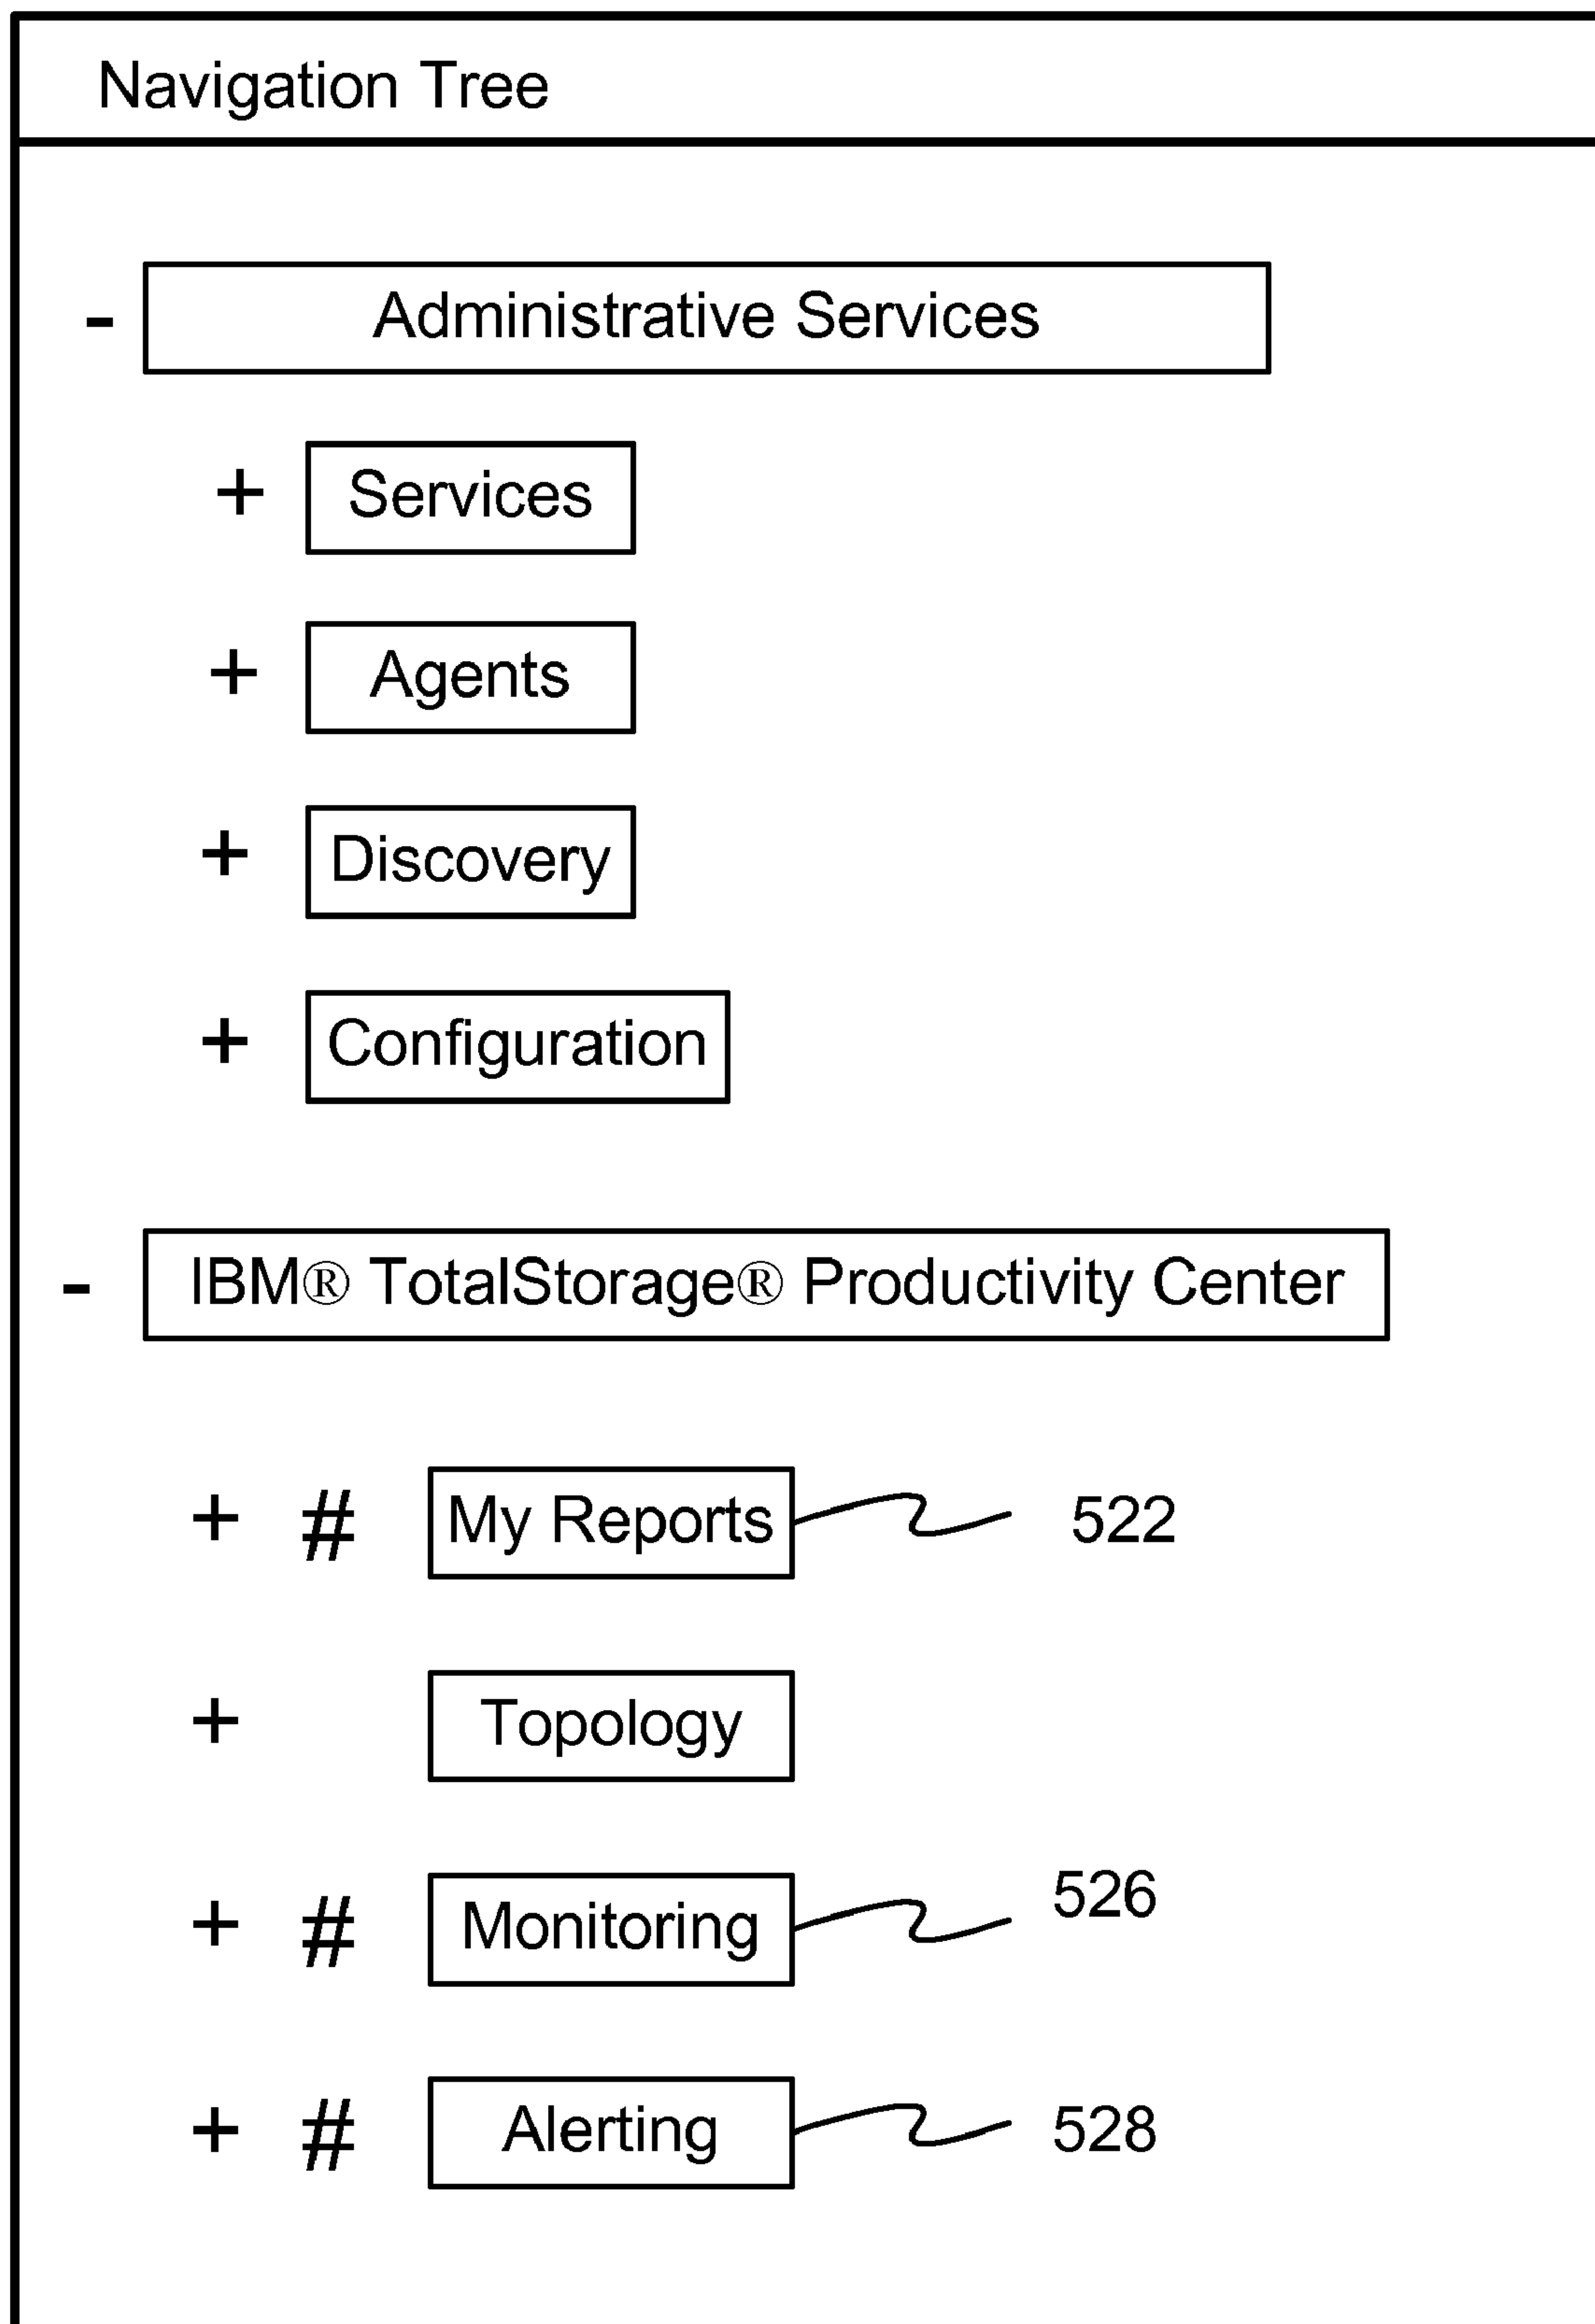 Navigation Tree
- Administrative Services
+ Services
+ Agents
+ Discovery
+ Configuration
- IBM® TotalStorage® Productivity Center
+ # My Reports 522
+ Topology
+ # Monitoring 526
+ # Alerting 528